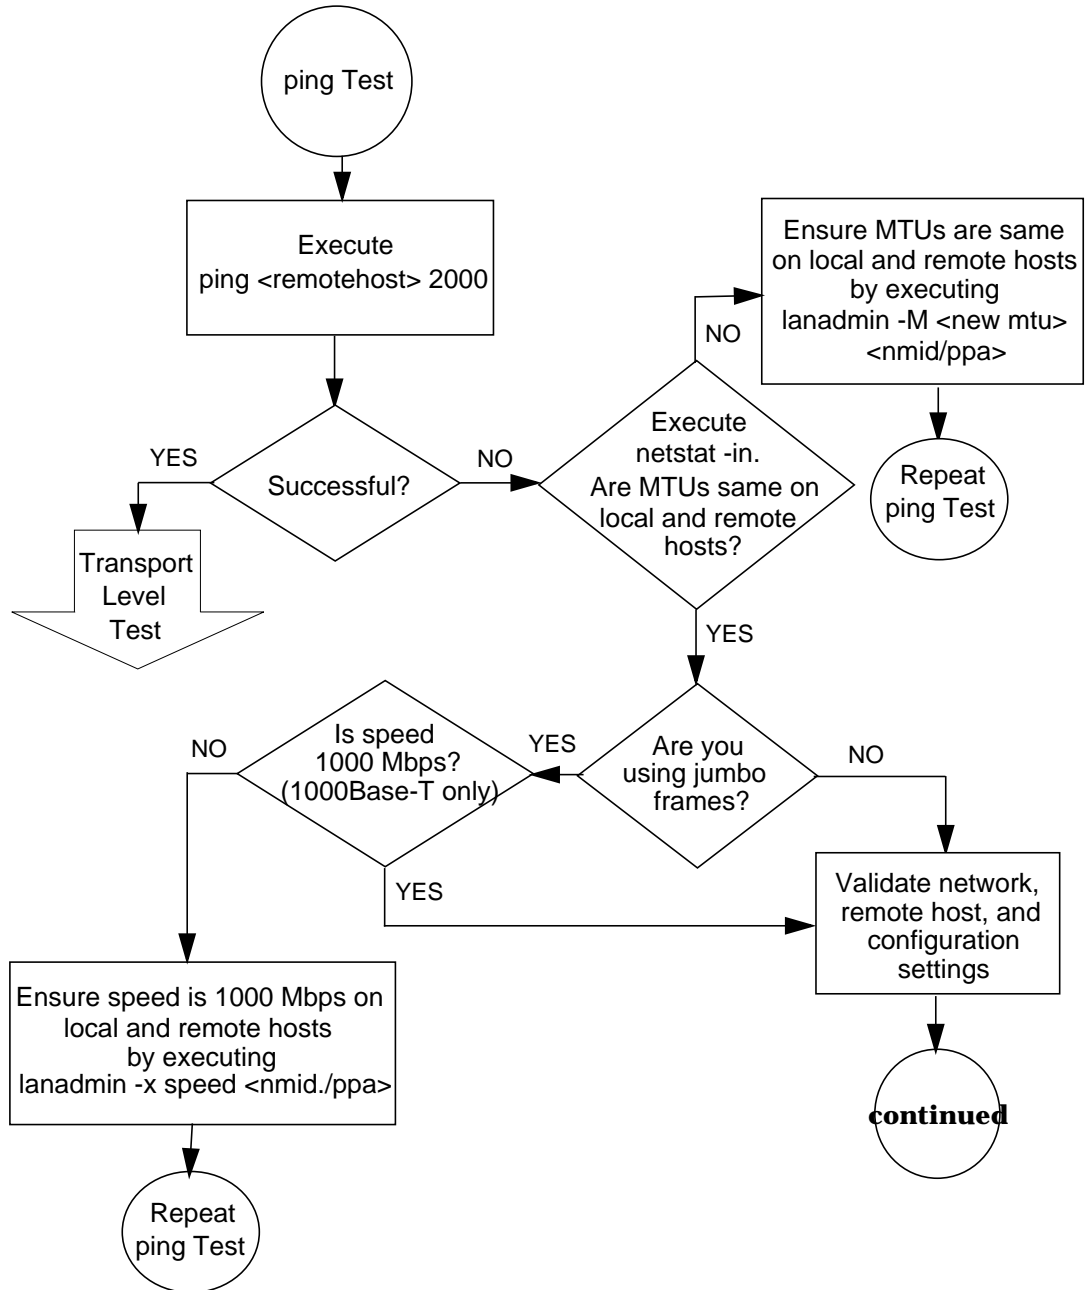 ping Test
Execute
ping <remotehost> 2000
Ensure MTUs are same
on local and remote hosts
by executing
lanadmin -M <new mtu>
<nmid/ppa>
NO
Execute
netstat -in.
Are MTUs same on
local and remote
hosts?
YES
Successful?
NO
Repeat
ping Test
Transport
Level
Test
YES
Is speed
1000 Mbps?
(1000Base-T only)
NO
YES
Are you
using jumbo
frames?
NO
YES
Validate network,
remote host, and
configuration
settings
Ensure speed is 1000 Mbps on
local and remote hosts
by executing
lanadmin -x speed <nmid./ppa>
continued
Repeat
ping Test